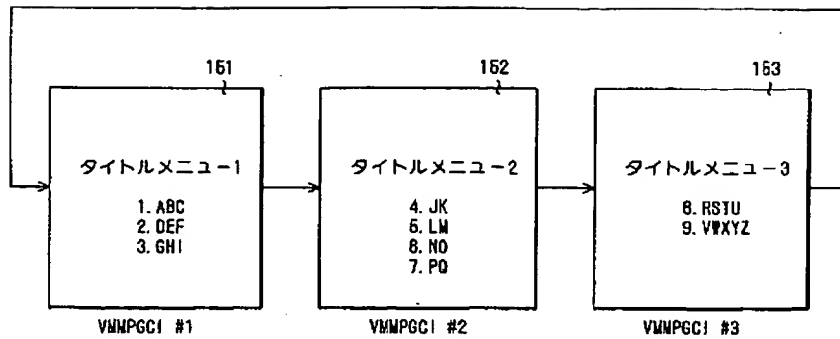 161
162
163
タイトルメニュー1
1. ABC
2. DEF
3. GHI
タイトルメニュー2
4. JK
5. LM
6. NO
7. PQ
タイトルメニュー3
8. RSTU
9. VWXYZ
VMMPGCI #1
VMMPGCI #2
VMMPGCI #3